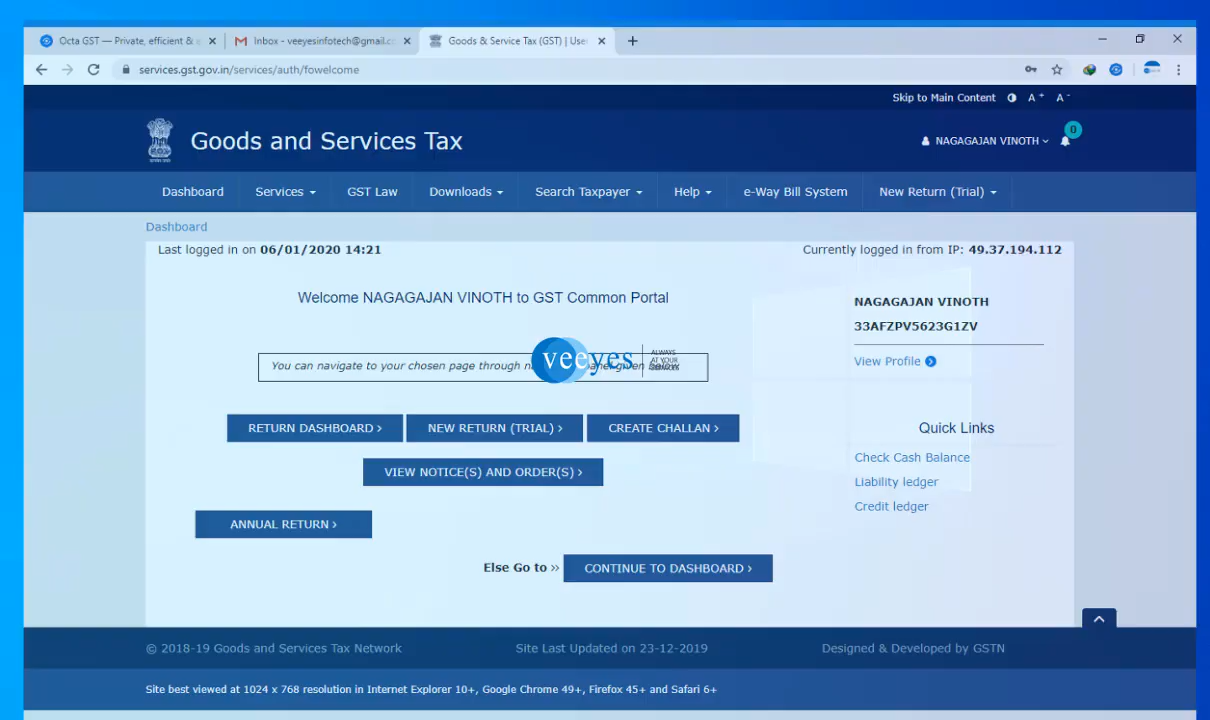 Octa GST — Private, efficient &
Inbox - veeyesinfotech@gmail.c
Goods & Service Tax (GST) | Use
services.gst.gov.in/services/auth/fowelcome
Skip to Main Content A+ A-
Goods and Services Tax
NAGAGAJAN VINOTH 0
Dashboard Services GST Law Downloads Search Taxpayer Help e-Way Bill System New Return (Trial)
Dashboard
Last logged in on 06/01/2020 14:21
Currently logged in from IP: 49.37.194.112
Welcome NAGAGAJAN VINOTH to GST Common Portal
NAGAGAJAN VINOTH
33AFZPV5623G1ZV
View Profile
You can navigate to your chosen page through given below
veeyes
ALWAYS
AT YOUR
RETURN DASHBOARD > NEW RETURN (TRIAL) > CREATE CHALLAN >
VIEW NOTICE(S) AND ORDER(S) >
ANNUAL RETURN >
Else Go to » CONTINUE TO DASHBOARD >
Quick Links
Check Cash Balance
Liability ledger
Credit ledger
© 2018-19 Goods and Services Tax Network
Site Last Updated on 23-12-2019
Designed & Developed by GSTN
Site best viewed at 1024 x 768 resolution in Internet Explorer 10+, Google Chrome 49+, Firefox 45+ and Safari 6+